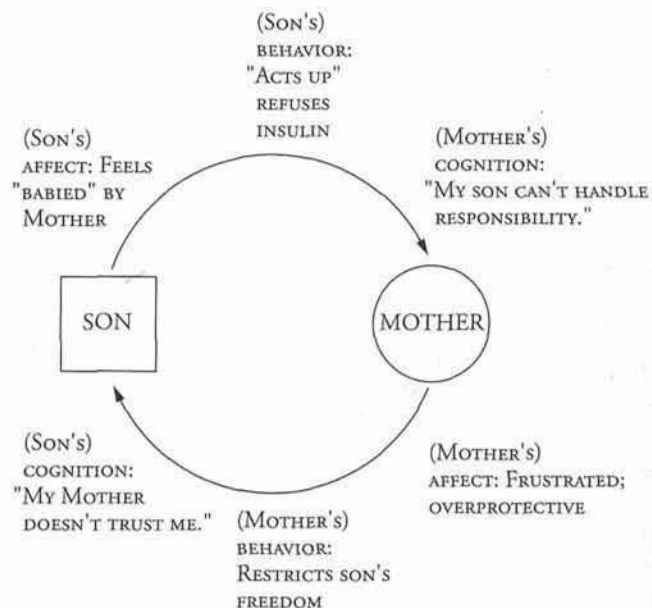 (Son's)
BEHAVIOR:
"ACTS UP"
REFUSES
INSULIN
(SON'S)
AFFECT: FEELS
"BABIED" BY
MOTHER
(MOTHER'S)
COGNITION:
"MY SON CAN'T HANDLE
RESPONSIBILITY."
SON
MOTHER
(SON'S)
COGNITION:
"MY MOTHER
DOESN'T TRUST ME."
(MOTHER'S)
AFFECT: FRUSTRATED;
OVERPROTECTIVE
(MOTHER'S)
BEHAVIOR:
RESTRICTS SON'S
FREEDOM